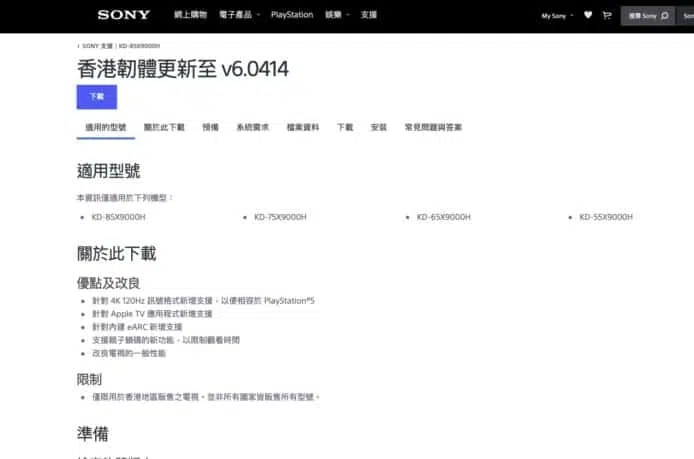 SONY 網上購物 電子產品 PlayStation 娛樂 支援 My Sony 搜尋 Sony
‹ SONY 支援 | KD-85X9000H
香港韌體更新至 v6.0414
下載
適用的型號 關於此下載 預備 系統需求 檔案資料 下載 安裝 常見問題與答案
適用型號
本資訊僅適用於下列機型：
• KD-85X9000H • KD-75X9000H • KD-65X9000H • KD-55X9000H
關於此下載
優點及改良
• 針對 4K 120Hz 訊號格式新增支援，以便相容於 PlayStation®5
• 針對 Apple TV 應用程式新增支援
• 針對內建 eARC 新增支援
• 支援親子鎖碼的新功能，以限制觀看時間
• 改良電視的一般性能
限制
• 僅限用於香港地區販售之電視。並非所有國家皆販售所有型號。
準備